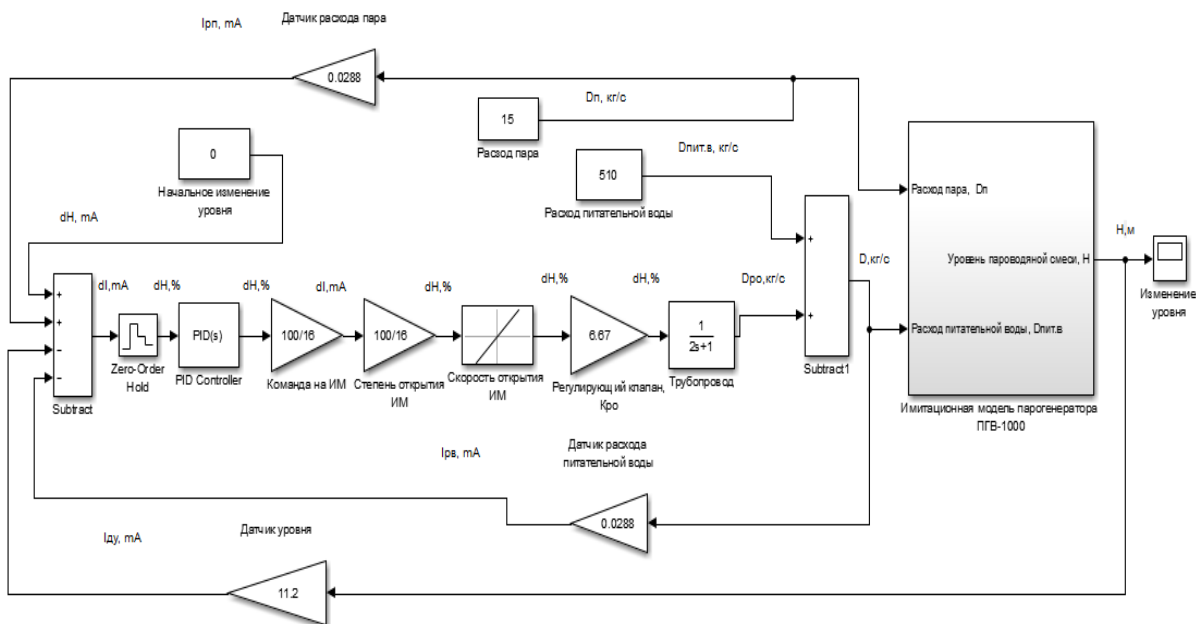 Iрп, mA
Датчик расхода пара
0.0288
Dп, кг/с
15
Расход пара
Dпит.в, кг/с
0
Начальное изменение
уровня
510
Расход питательной воды
dH, mA
Расход пара, Dп
H,м
Уровень пароводяной смеси, H
D,кг/с
Изменение
уровня
dI,mA
dH,%
dH,%
dI,mA
dH,%
dH,%
dH,%
Dро,кг/с
+
+
+
−
−
+
PID(s)
100/16
100/16
6.67
1
2s+1
Расход питательной воды, Dпит.в
Zero-Order
Hold
PID Controller
Команда на ИМ
Степень открытия
ИМ
Скорость открытия
ИМ
Регулирующий клапан,
Кро
Трубопровод
Subtract1
Subtract
Имитационная модель парогенератора
ПГВ-1000
Датчик расхода
питательной воды
Iрв, mA
0.0288
Iду, mA
Датчик уровня
11.2